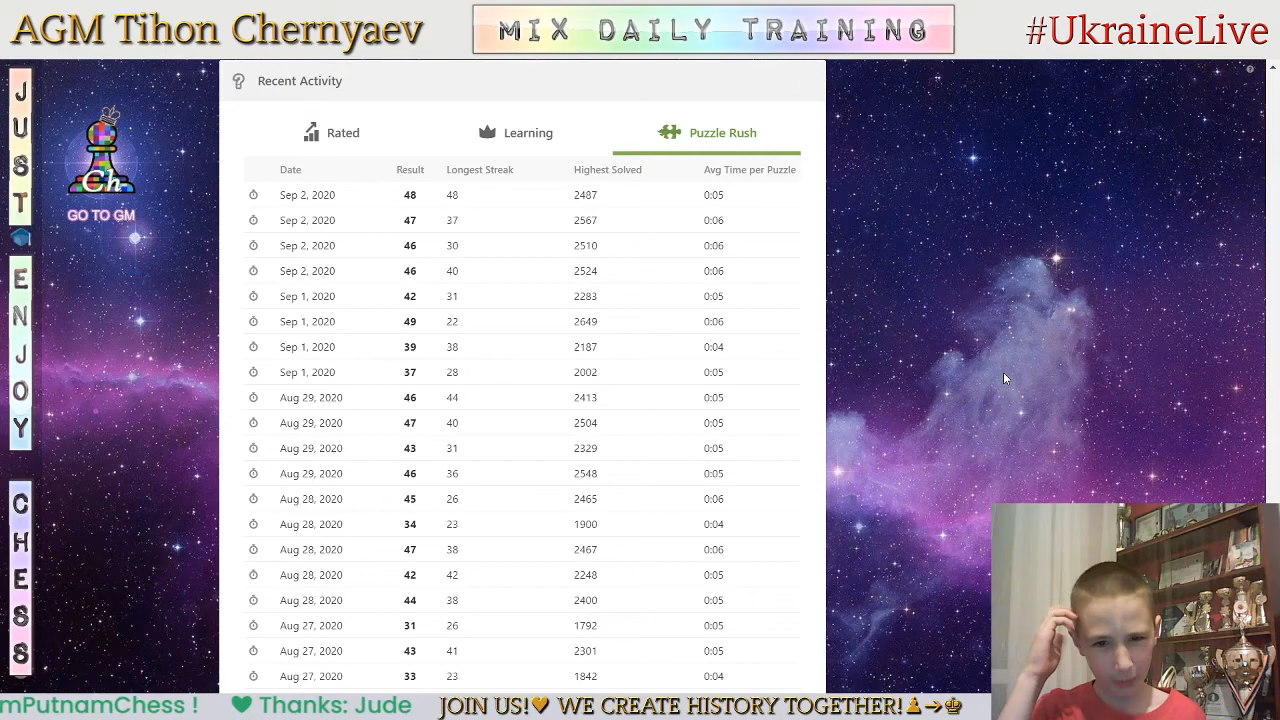 AGM Tihon Chernyaev
MIX DAILY TRAINING
#UkraineLive
JUST
ENJOY
CHESS
Ch
GO TO GM
Recent Activity
Rated Learning Puzzle Rush
Date Result Longest Streak Highest Solved Avg Time per Puzzle
Sep 2, 2020 48 48 2487 0:05
Sep 2, 2020 47 37 2567 0:06
Sep 2, 2020 46 30 2510 0:06
Sep 2, 2020 46 40 2524 0:06
Sep 1, 2020 42 31 2283 0:05
Sep 1, 2020 49 22 2649 0:06
Sep 1, 2020 39 38 2187 0:04
Sep 1, 2020 37 28 2002 0:05
Aug 29, 2020 46 44 2413 0:05
Aug 29, 2020 47 40 2504 0:05
Aug 29, 2020 43 31 2329 0:05
Aug 29, 2020 46 36 2548 0:05
Aug 28, 2020 45 26 2465 0:06
Aug 28, 2020 34 23 1900 0:04
Aug 28, 2020 47 38 2467 0:06
Aug 28, 2020 42 42 2248 0:05
Aug 28, 2020 44 38 2400 0:05
Aug 27, 2020 31 26 1792 0:05
Aug 27, 2020 43 41 2301 0:05
Aug 27, 2020 33 23 1842 0:04
mPutnamChess ! Thanks: Jude JOIN US! WE CREATE HISTORY TOGETHER!